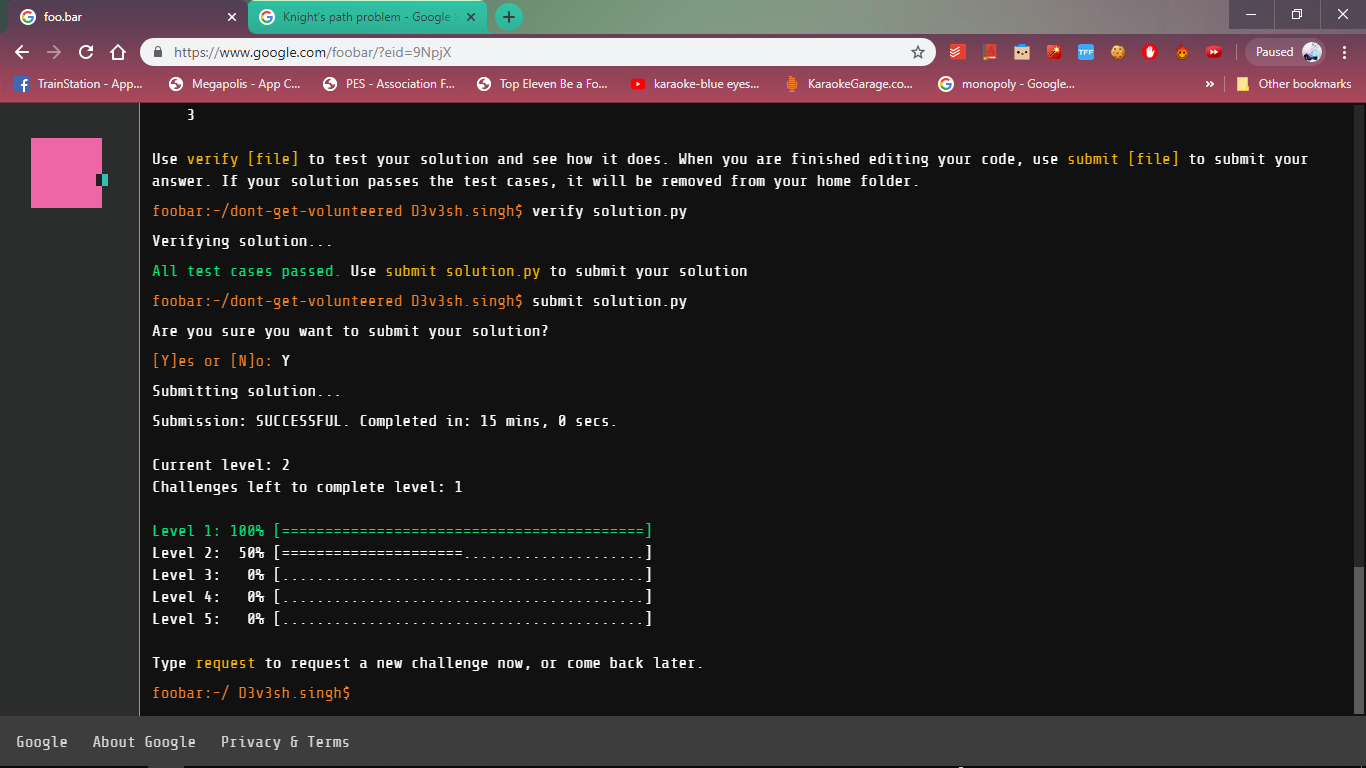 foo.bar
Knight's path problem - Google
https://www.google.com/foobar/?eid=9NpjX
TFF
Paused
TrainStation - App...
Megapolis - App C...
PES - Association F...
Top Eleven Be a Fo...
karaoke-blue eyes...
KaraokeGarage.co...
monopoly - Google...
»
Other bookmarks
3
Use verify [file] to test your solution and see how it does. When you are finished editing your code, use submit [file] to submit your
answer. If your solution passes the test cases, it will be removed from your home folder.
foobar:~/dont-get-volunteered D3v3sh.singh$ verify solution.py
Verifying solution...
All test cases passed. Use submit solution.py to submit your solution
foobar:~/dont-get-volunteered D3v3sh.singh$ submit solution.py
Are you sure you want to submit your solution?
[Y]es or [N]o: Y
Submitting solution...
Submission: SUCCESSFUL. Completed in: 15 mins, 0 secs.
Current level: 2
Challenges left to complete level: 1
Level 1: 100% [==========================================]
Level 2:  50% [=====================.....................]
Level 3:   0% [..........................................]
Level 4:   0% [..........................................]
Level 5:   0% [..........................................]
Type request to request a new challenge now, or come back later.
foobar:~/ D3v3sh.singh$
Google
About Google
Privacy & Terms